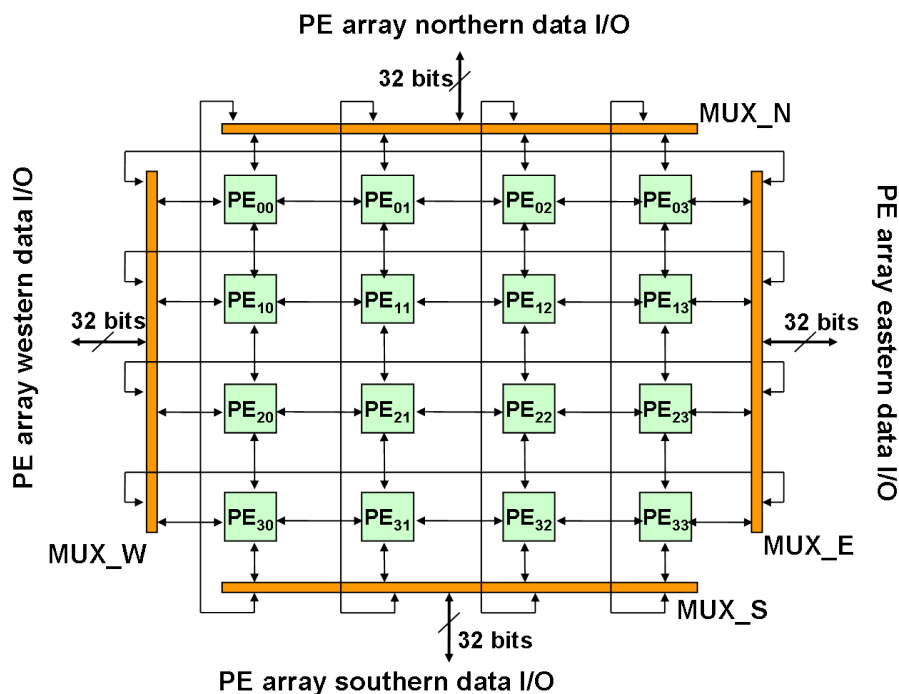 PE array northern data I/O
32 bits
MUX_N
PE00 PE01 PE02 PE03
PE array western data I/O
PE array eastern data I/O
PE10 PE11 PE12 PE13
32 bits
32 bits
PE20 PE21 PE22 PE23
PE30 PE31 PE32 PE33
MUX_W
MUX_E
MUX_S
32 bits
PE array southern data I/O